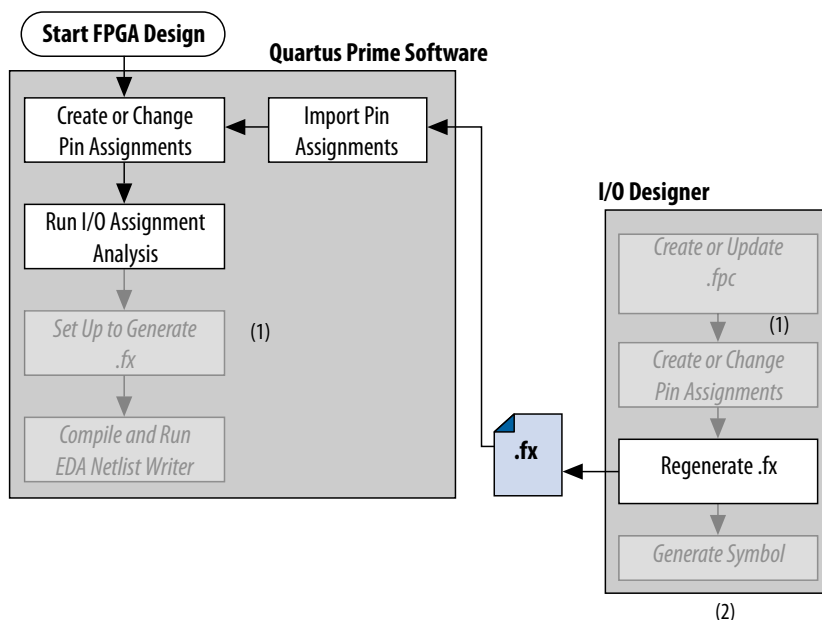 Start FPGA Design
Quartus Prime Software
Create or Change
Pin Assignments
Import Pin
Assignments
Run I/O Assignment
Analysis
Set Up to Generate
.fx
(1)
Compile and Run
EDA Netlist Writer
.fx
I/O Designer
Create or Update
.fpc
(1)
Create or Change
Pin Assignments
Regenerate .fx
Generate Symbol
(2)